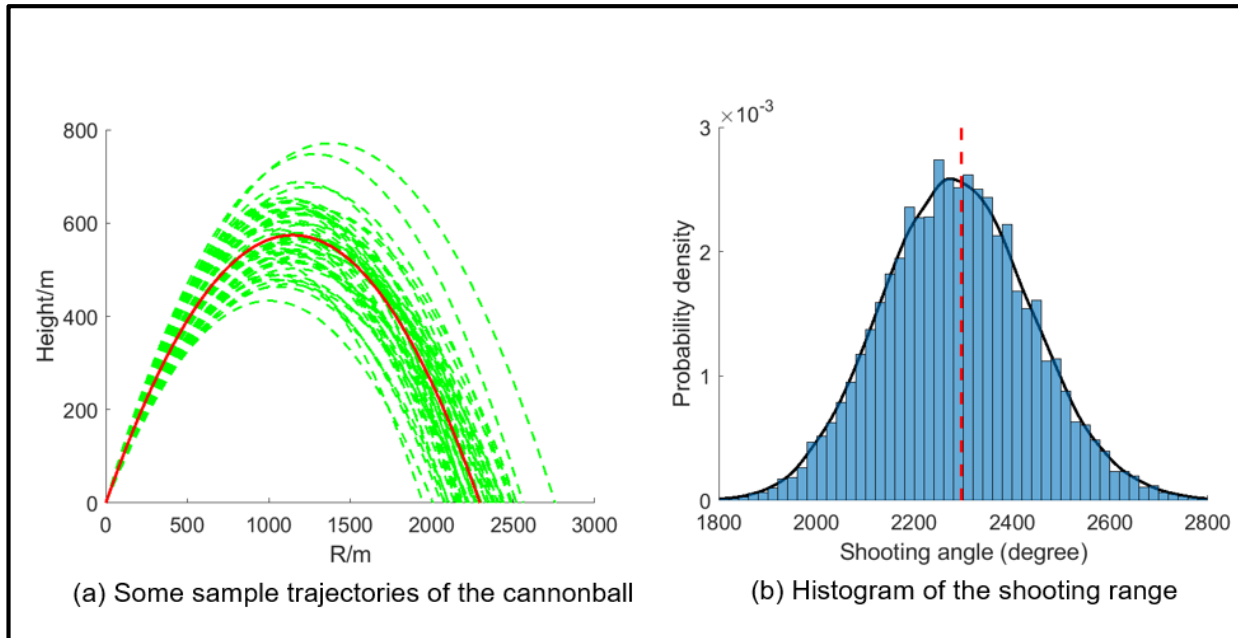 800
600
400
200
0
Height/m
0 500 1000 1500 2000 2500 3000
R/m
(a) Some sample trajectories of the cannonball
×10⁻³
3
2
1
0
Probability density
1800 2000 2200 2400 2600 2800
Shooting angle (degree)
(b) Histogram of the shooting range